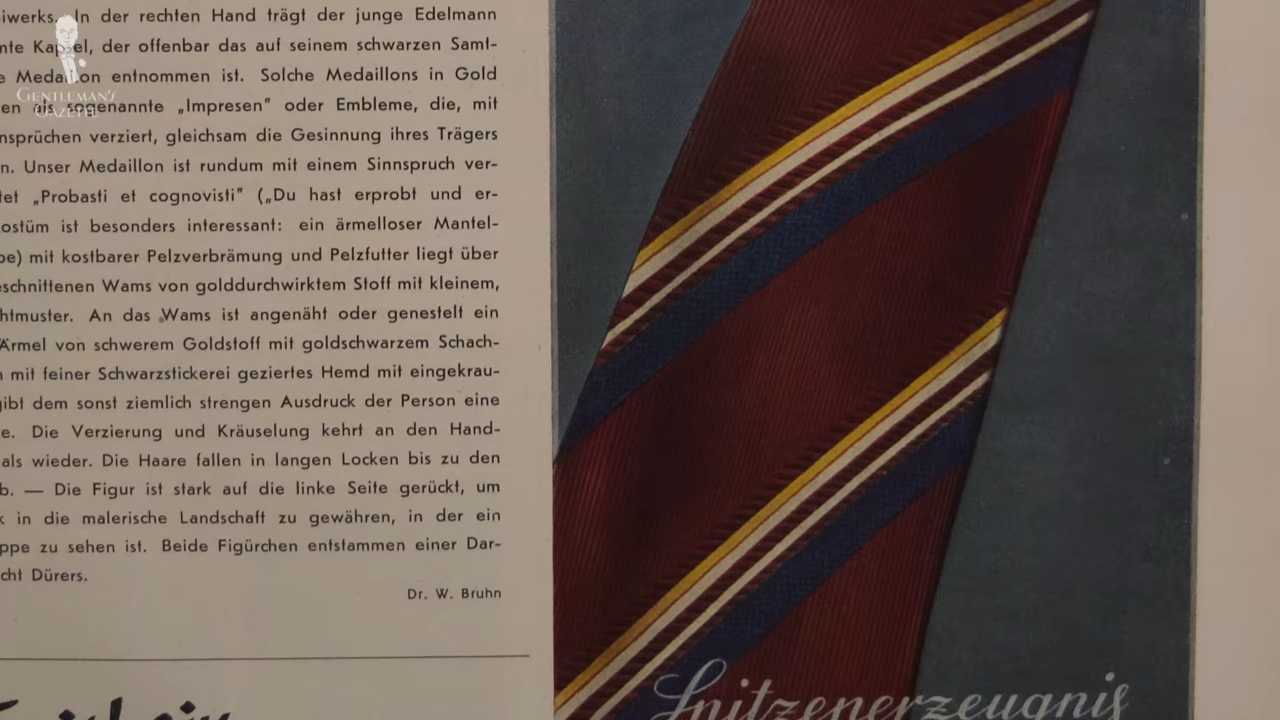 iwerks. In der rechten Hand trägt der junge Edelmann
nte Kapsel, der offenbar das auf seinem schwarzen Samt-
e Medaillon entnommen ist. Solche Medaillons in Gold
en als sogenannte „Impresen" oder Embleme, die, mit
nsprüchen verziert, gleichsam die Gesinnung ihres Trägers
n. Unser Medaillon ist rundum mit einem Sinnspruch ver-
tet „Probasti et cognovisti" („Du hast erprobt und er-
ostüm ist besonders interessant: ein ärmelloser Mantel-
be) mit kostbarer Pelzverbrämung und Pelzfutter liegt über
eschnittenen Wams von golddurchwirktem Stoff mit kleinem,
htmuster. An das Wams ist angenäht oder genestelt ein
Ärmel von schwerem Goldstoff mit goldschwarzem Schach-
n mit feiner Schwarzstickerei geziertes Hemd mit eingekrau-
gibt dem sonst ziemlich strengen Ausdruck der Person eine
e. Die Verzierung und Kräuselung kehrt an den Hand-
als wieder. Die Haare fallen in langen Locken bis zu den
b. — Die Figur ist stark auf die linke Seite gerückt, um
k in die malerische Landschaft zu gewähren, in der ein
ppe zu sehen ist. Beide Figürchen entstammen einer Dar-
cht Dürers.
Dr. W. Bruhn
Spitzenerzeugnis
GENTLEMAN'S
GAZETTE